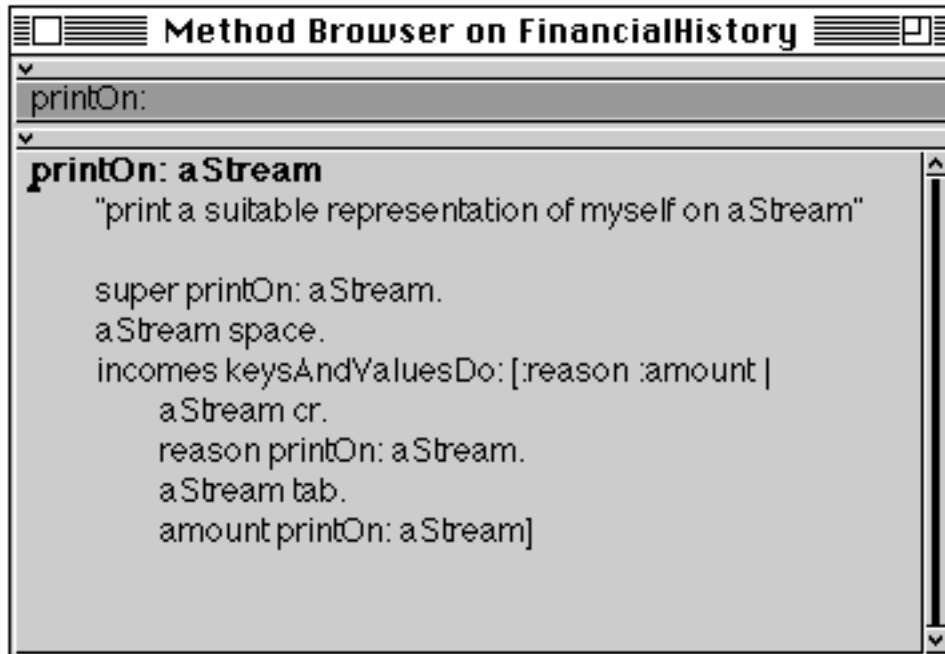 Method Browser on FinancialHistory
printOn:
printOn: aStream
"print a suitable representation of myself on aStream"
super printOn: aStream.
aStream space.
incomes keysAndValuesDo: [:reason :amount |
aStream cr.
reason printOn: aStream.
aStream tab.
amount printOn: aStream]